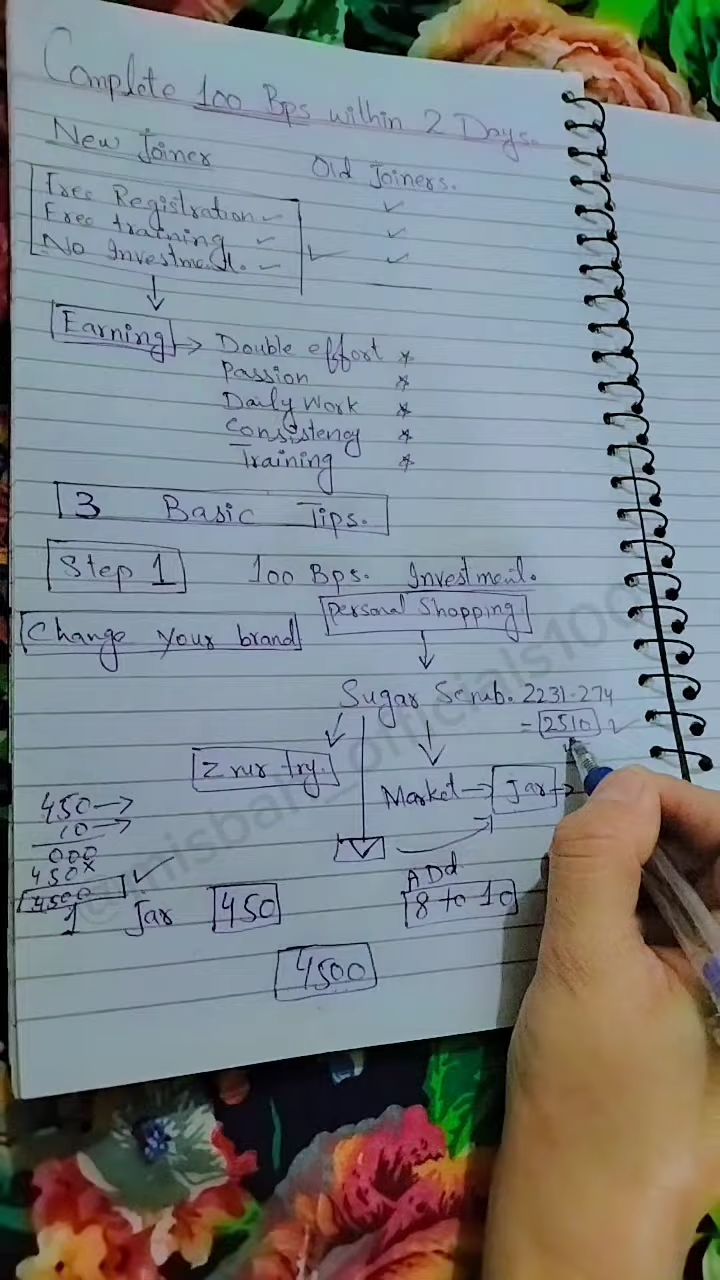 Complete 100 Bps within 2 Days.
New Joiner
Old Joiners.
Free Registration ✓ ✓
Free training ✓ ✓
No Investment. ✓ ✓ ✓
Earning → Double effort *
Passion *
Daily Work *
Consistency *
Training *
3 Basic Tips.
Step 1 100 Bps. Investment.
Personal Shopping
Change Your brand
Sugar Scrub. 2231-274
= 2510 ✓
try.
Market → Jar →
450 →
10 →
000
450x
4500 ✓
1 Jar 450
ADD
8 to 10
4500